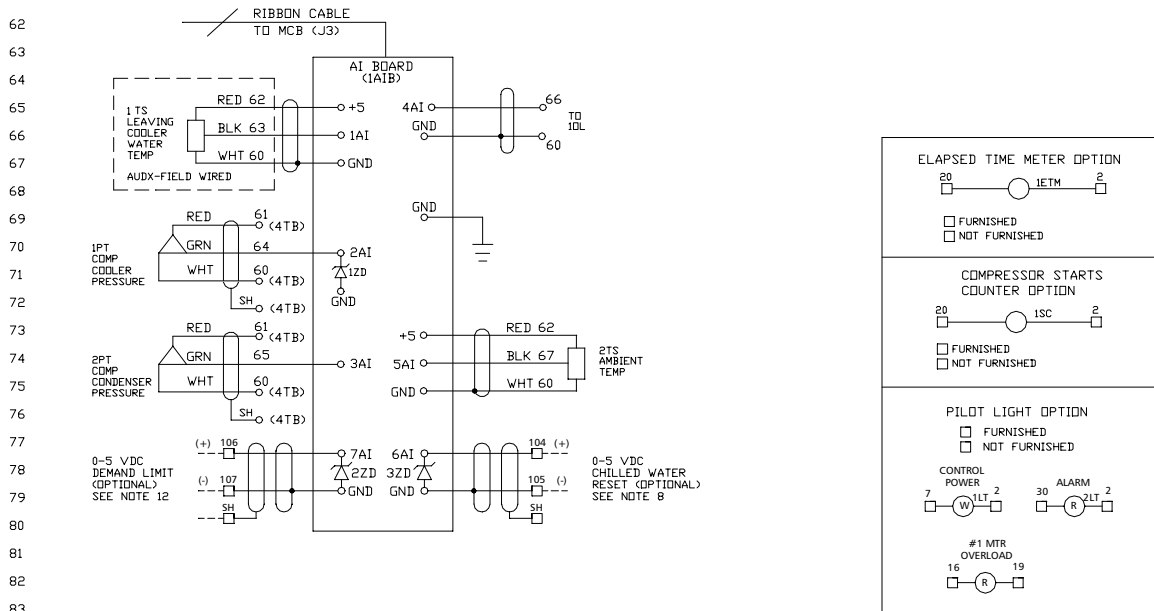 62
63
64
65
66
67
68
69
70
71
72
73
74
75
76
77
78
79
80
81
82
83
RIBBON CABLE
TO MCB (J3)
AI BOARD
(1AIB)
1 TS
LEAVING
COOLER
WATER
TEMP
RED 62
BLK 63
WHT 60
AUDX-FIELD WIRED
+5
1AI
GND
4AI
GND
66
TO
10L
60
GND
1PT
COMP
COOLER
PRESSURE
RED
61
(4TB)
GRN
64
WHT
60
(4TB)
SH
(4TB)
2AI
1ZD
GND
2PT
COMP
CONDENSER
PRESSURE
RED
61
(4TB)
GRN
65
WHT
60
(4TB)
SH
(4TB)
3AI
+5
5AI
GND
RED 62
BLK 67
WHT 60
2TS
AMBIENT
TEMP
0-5 VDC
DEMAND LIMIT
(OPTIONAL)
SEE NOTE 12
(+)
106
(-)
107
SH
7AI
2ZD
GND
6AI
3ZD
GND
104
(+)
105
(-)
SH
0-5 VDC
CHILLED WATER
RESET (OPTIONAL)
SEE NOTE 8
ELAPSED TIME METER OPTION
20
1ETM
2
FURNISHED
NOT FURNISHED
COMPRESSOR STARTS
COUNTER OPTION
20
1SC
2
FURNISHED
NOT FURNISHED
PILOT LIGHT OPTION
FURNISHED
NOT FURNISHED
CONTROL
POWER
7
W
1LT
2
ALARM
30
R
2LT
2
#1 MTR
OVERLOAD
16
R
19